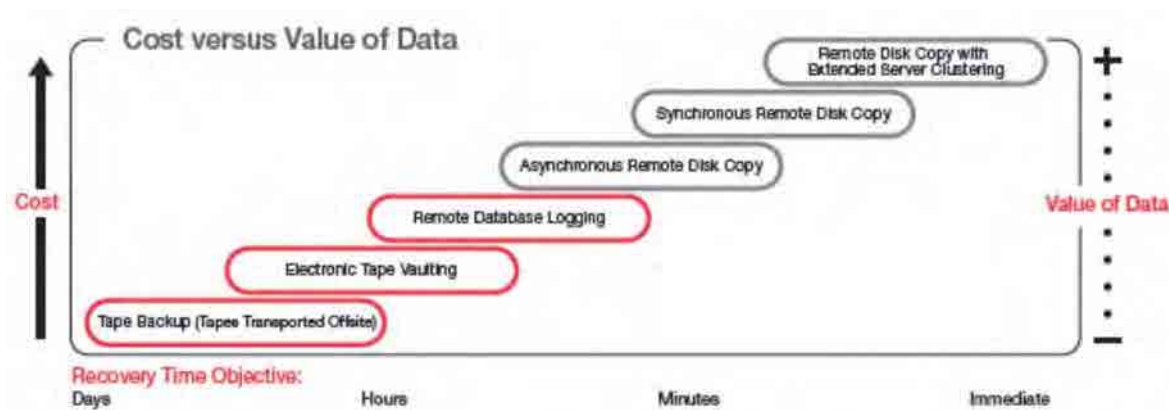 Cost versus Value of Data
Remote Disk Copy with
Extended Server Clustering
Synchronous Remote Disk Copy
Asynchronous Remote Disk Copy
Cost
Value of Data
Remote Database Logging
Electronic Tape Vaulting
Tape Backup (Tapes Transported Offsite)
Recovery Time Objective:
Days Hours Minutes Immediate